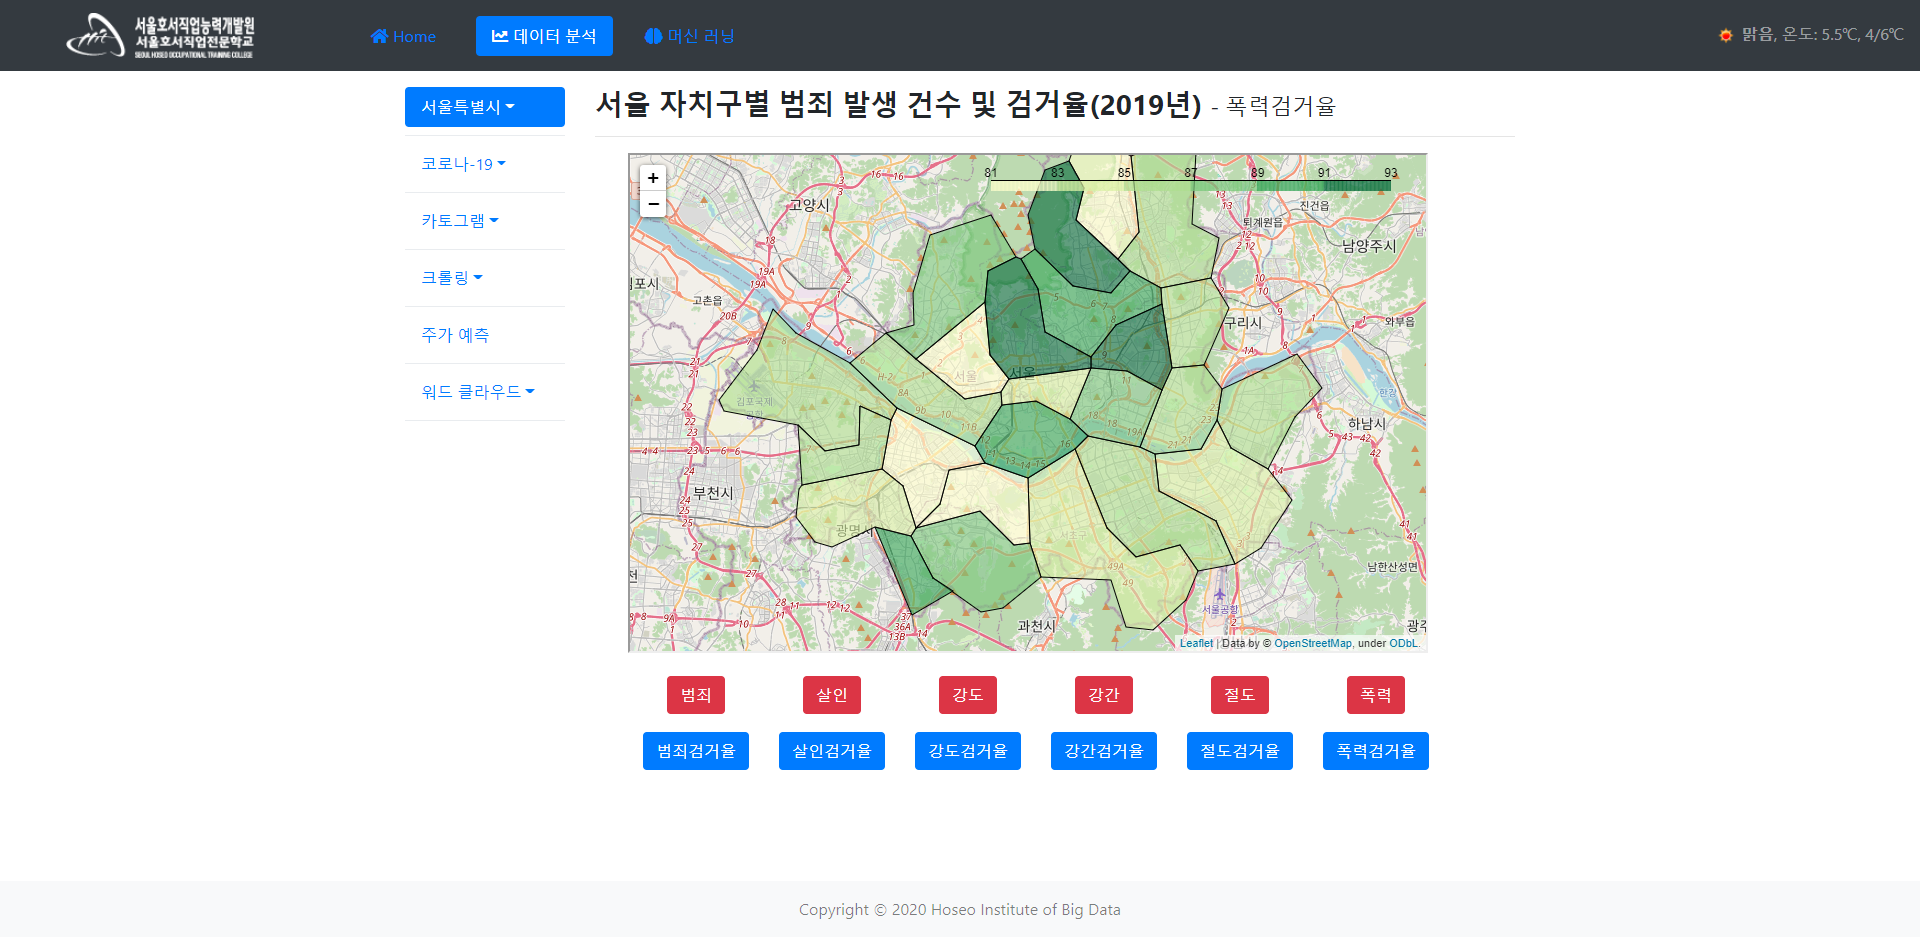 서울호서직업능력개발원
서울호서직업전문학교
SEOUL HOSEO OCCUPATIONAL TRAINING COLLEGE
Home
데이터 분석
머신 러닝
맑음, 온도: 5.5℃, 4/6℃
서울특별시
코로나-19
카토그램
크롤링
주가 예측
워드 클라우드
서울 자치구별 범죄 발생 건수 및 검거율(2019년) - 폭력검거율
+
−
81 83 85 87 89 91 93
고양시
진건읍
퇴계원읍
남양주시
고촌읍
구리시
와부읍
서울
서울
김포국제
한강
하남시
부천시
광명시
서초구
남한산성면
서울공항
과천시
Leaflet | Data by © OpenStreetMap, under ODbL.
범죄 살인 강도 강간 절도 폭력
범죄검거율 살인검거율 강도검거율 강간검거율 절도검거율 폭력검거율
Copyright © 2020 Hoseo Institute of Big Data